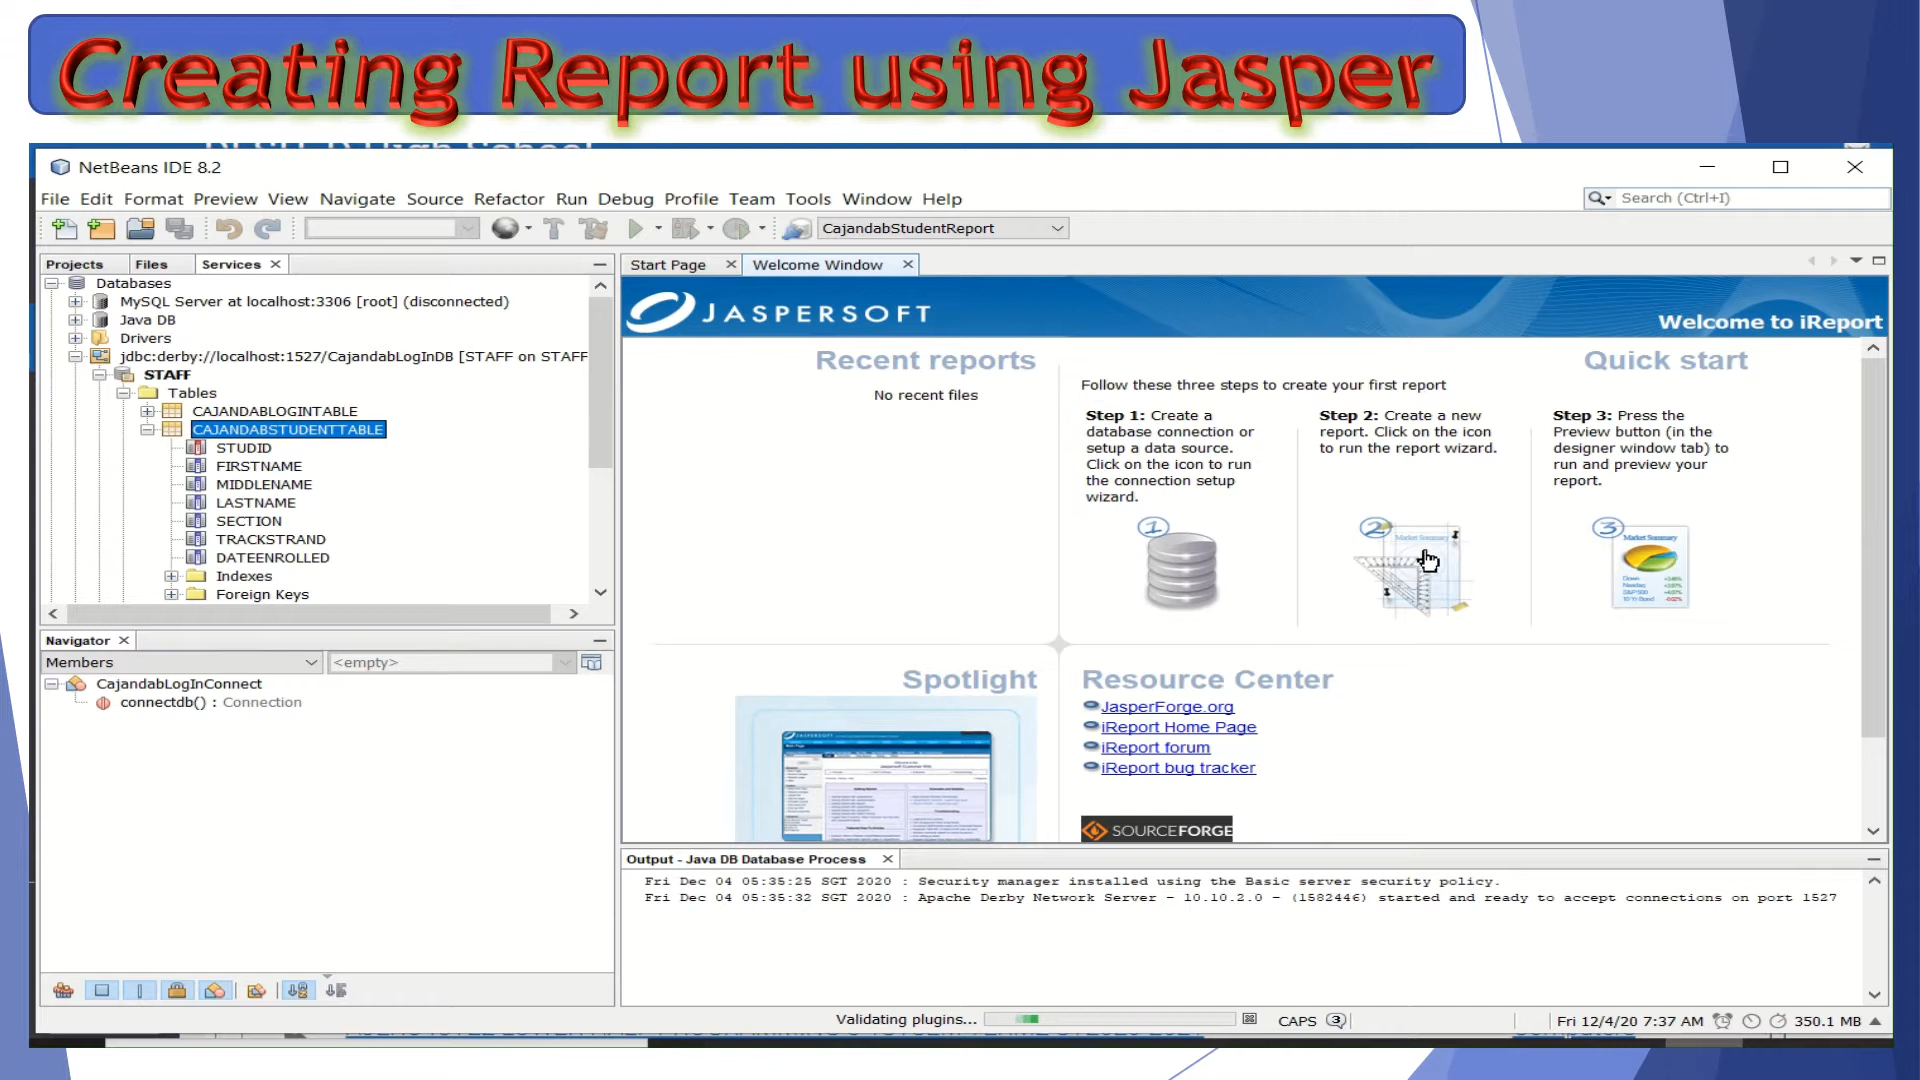 Creating Report using Jasper
NetBeans IDE 8.2
File Edit Format Preview View Navigate Source Refactor Run Debug Profile Team Tools Window Help
Search (Ctrl+I)
CajandabStudentReport
Projects Files Services
Databases
MySQL Server at localhost:3306 [root] (disconnected)
Java DB
Drivers
jdbc:derby://localhost:1527/CajandabLogInDB [STAFF on STAFF
STAFF
Tables
CAJANDABLOGINTABLE
CAJANDABSTUDENTTABLE
STUDID
FIRSTNAME
MIDDLENAME
LASTNAME
SECTION
TRACKSTRAND
DATEENROLLED
Indexes
Foreign Keys
Navigator
Members <empty>
CajandabLogInConnect
connectdb() : Connection
Start Page Welcome Window
JASPERSOFT
Welcome to iReport
Recent reports
No recent files
Quick start
Follow these three steps to create your first report
Step 1: Create a
database connection or
setup a data source.
Click on the icon to run
the connection setup
wizard.
Step 2: Create a new
report. Click on the icon
to run the report wizard.
Step 3: Press the
Preview button (in the
designer window tab) to
run and preview your
report.
1
2
Market Summary
3
Market Summary
Spotlight
JASPERSOFT
Resource Center
JasperForge.org
iReport Home Page
iReport forum
iReport bug tracker
SOURCEFORGE
Output - Java DB Database Process
Fri Dec 04 05:35:25 SGT 2020 : Security manager installed using the Basic server security policy.
Fri Dec 04 05:35:32 SGT 2020 : Apache Derby Network Server - 10.10.2.0 - (1582446) started and ready to accept connections on port 1527
Validating plugins...
CAPS 3
Fri 12/4/20 7:37 AM 350.1 MB